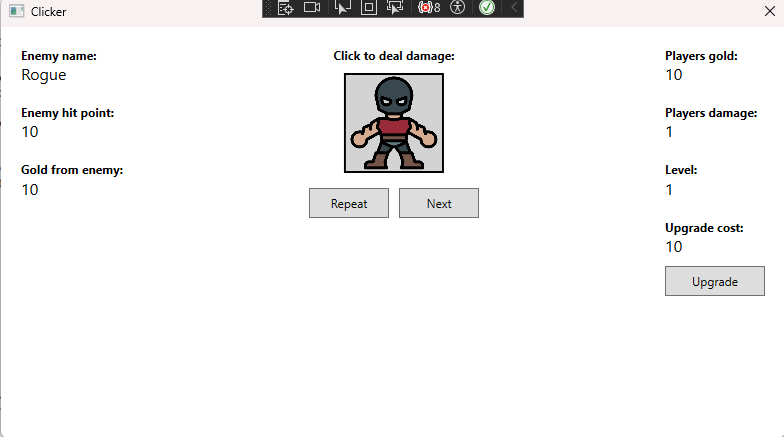 Clicker
8
Enemy name:
Rogue
Enemy hit point:
10
Gold from enemy:
10
Click to deal damage:
Repeat
Next
Players gold:
10
Players damage:
1
Level:
1
Upgrade cost:
10
Upgrade